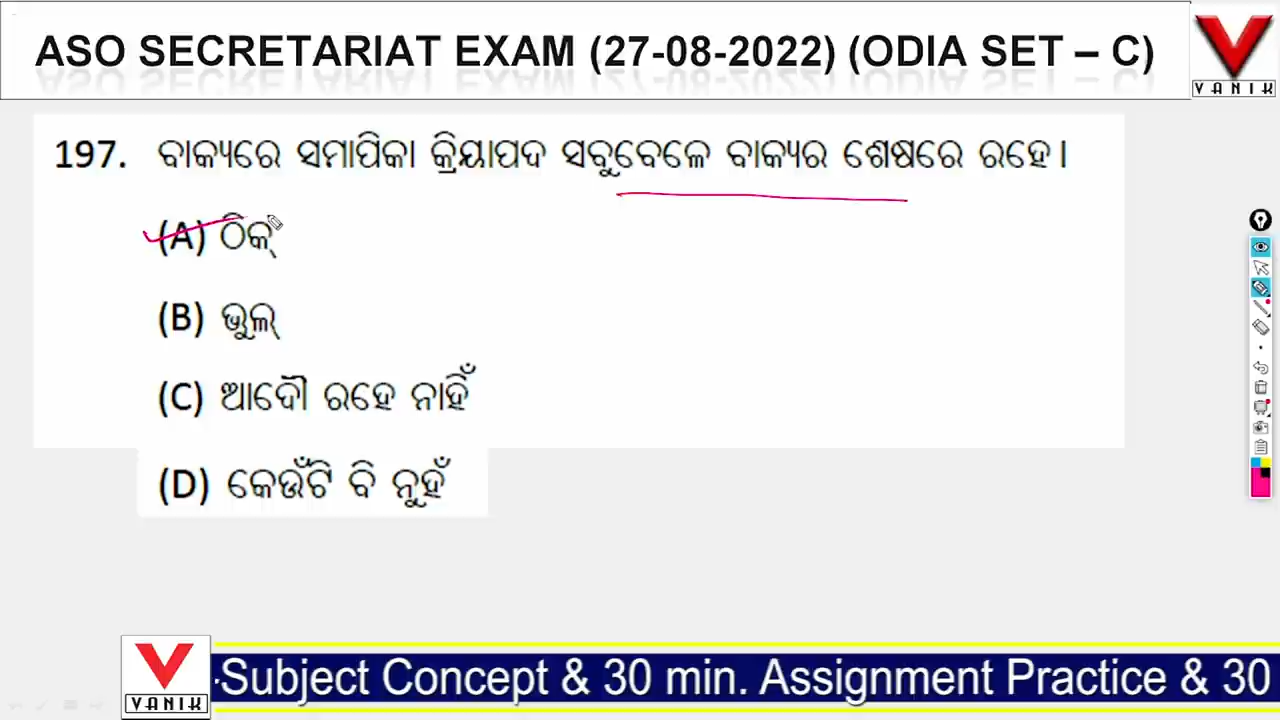 ASO SECRETARIAT EXAM (27-08-2022) (ODIA SET – C)
VANIK
197. ବାକ୍ୟରେ ସମାପିକା କ୍ରିୟାପଦ ସବୁବେଳେ ବାକ୍ୟର ଶେଷରେ ରହେ।
(A) ଠିକ୍
(B) ଭୁଲ୍
(C) ଆଦୌ ରହେ ନାହିଁ
(D) କେଉଁଟି ବି ନୁହଁ
VANIK
-Subject Concept & 30 min. Assignment Practice & 30